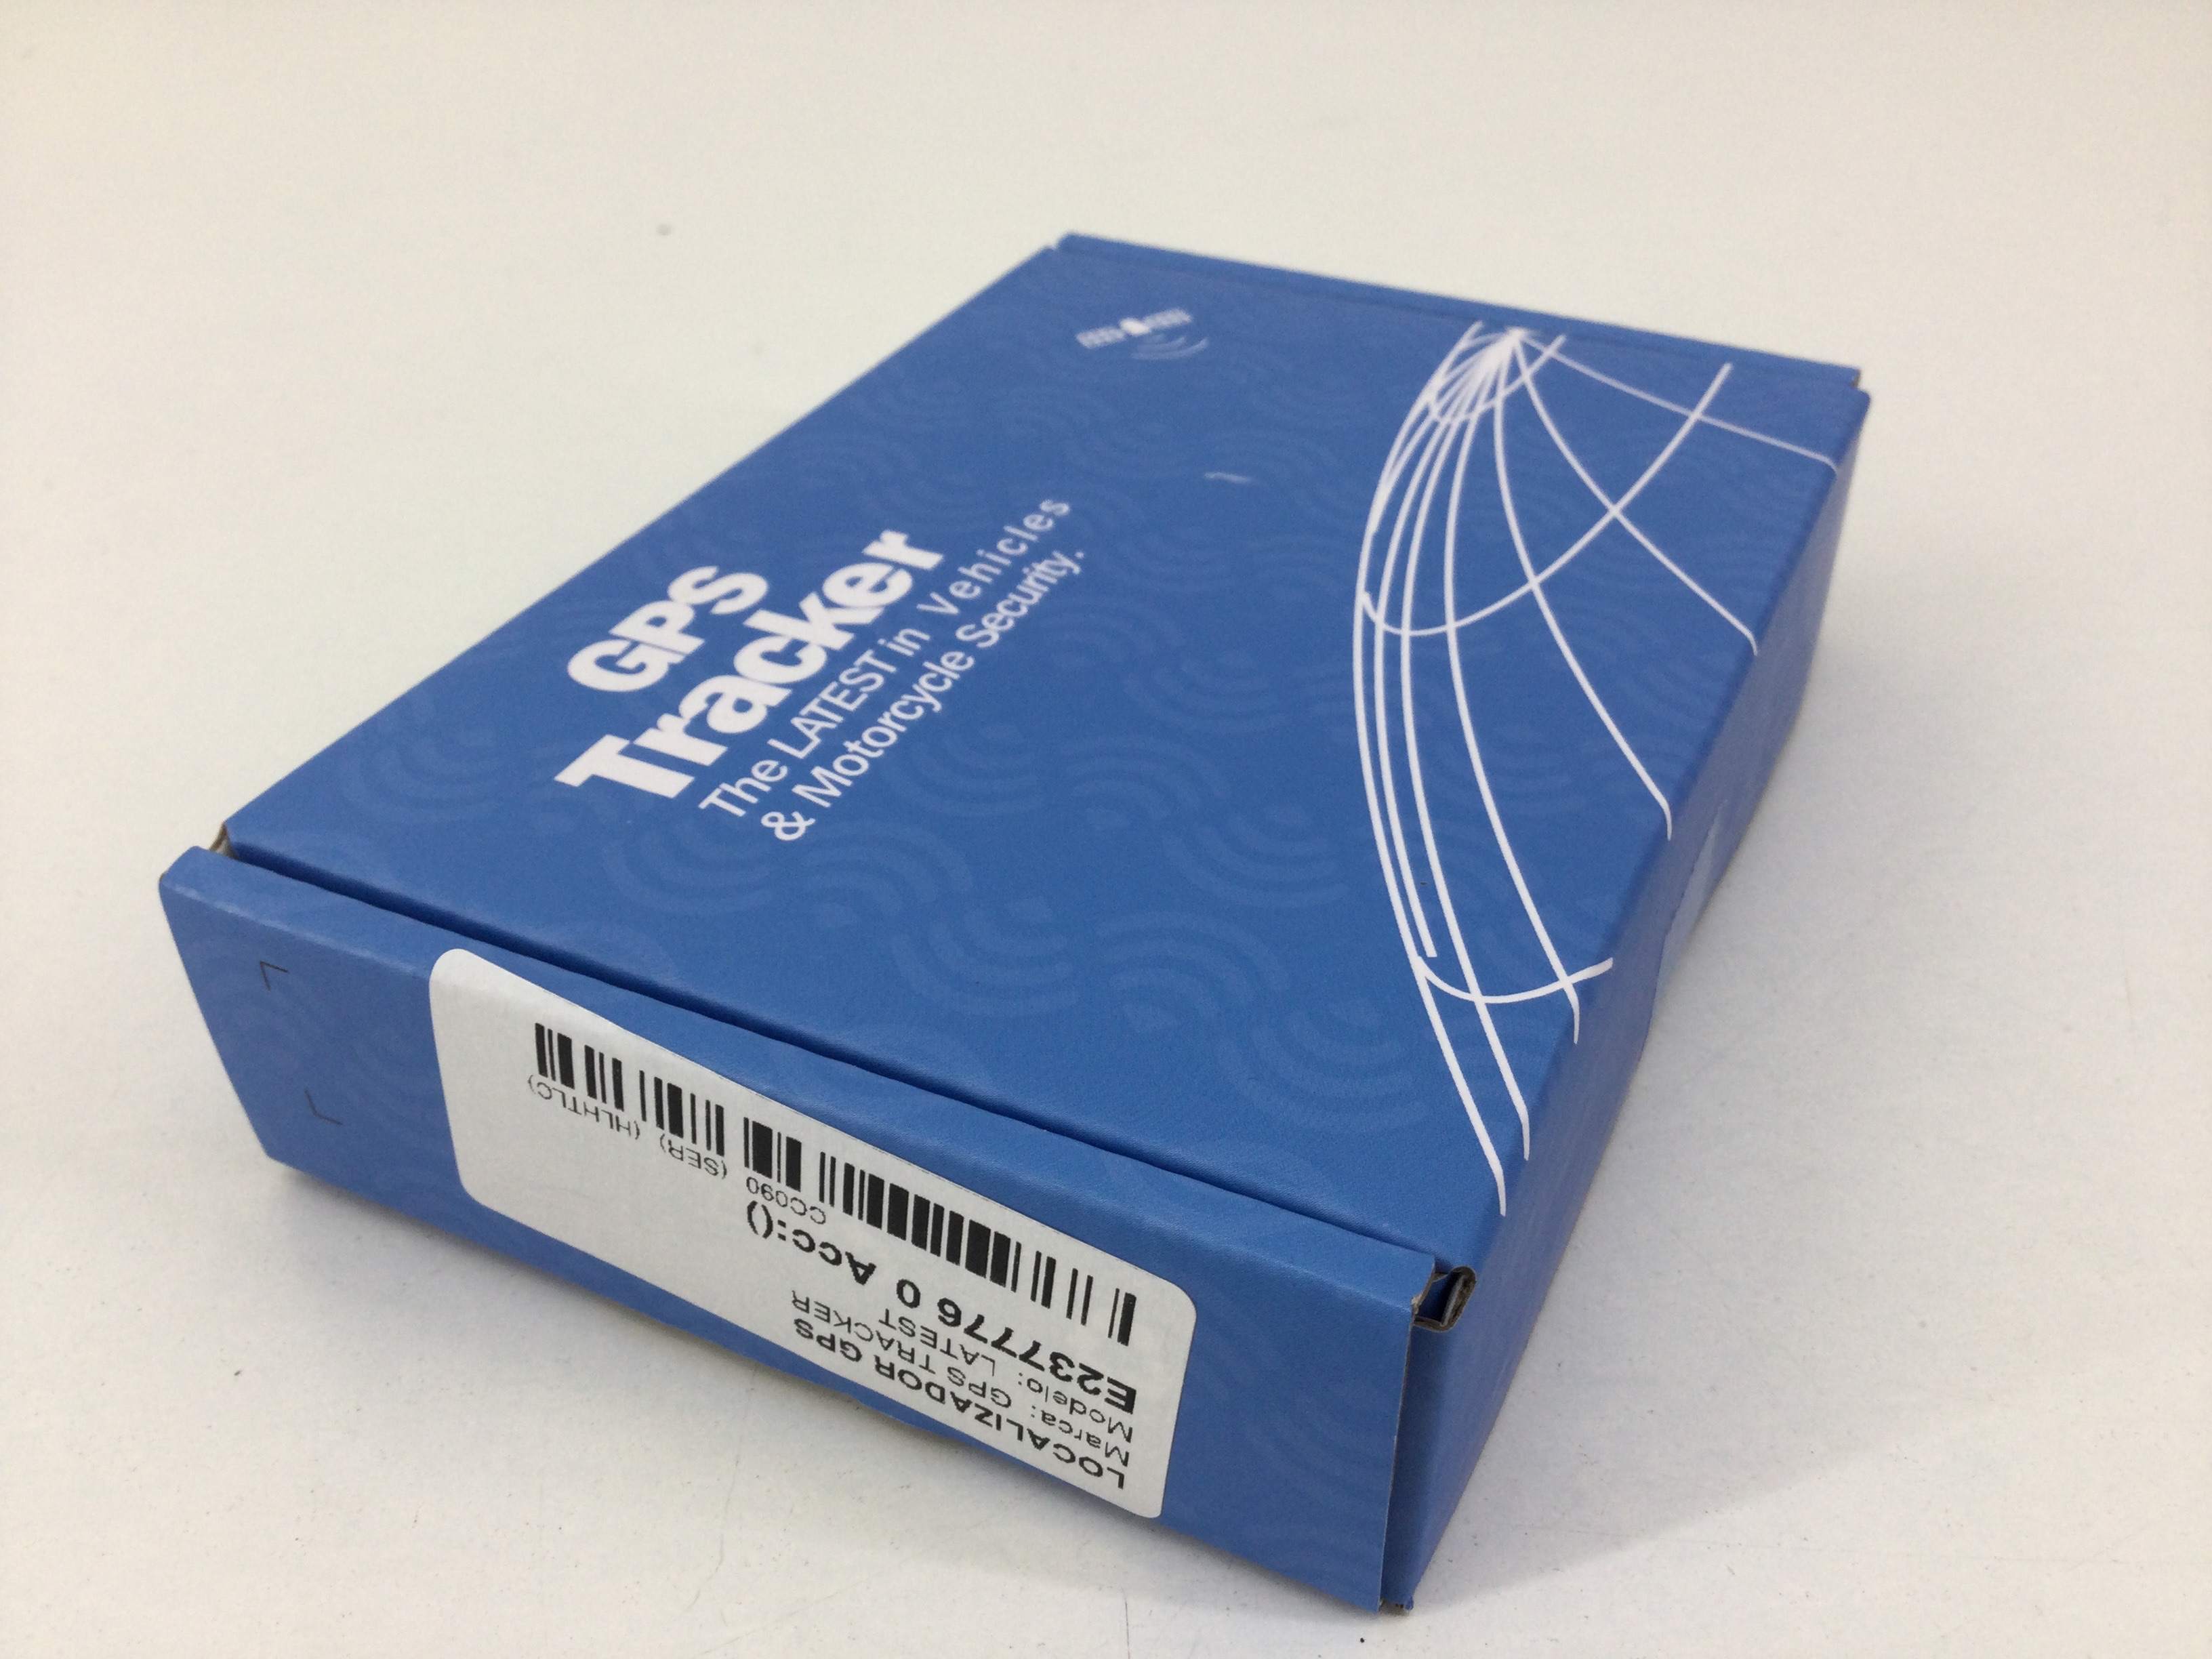 GPS
Tracker
The LATEST in Vehicles
& Motorcycle Security.
LOCALIZADOR GPS
Marca: GPS TRACKER
Modelo: LATEST
E237776 0 Acc:()
CC090 (SER) (HLHTLC)